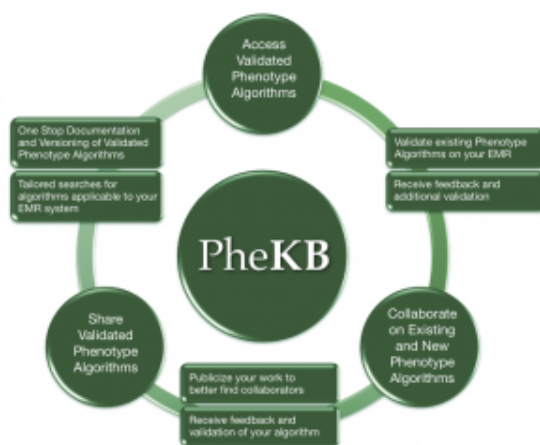 Access
Validated
Phenotype
Algorithms
One Stop Documentation
and Versioning of Validated
Phenotype Algorithms
Tailored searches for
algorithms applicable to your
EMR system
Validate existing Phenotype
Algorithms on your EMR
Receive feedback and
additional validation
PheKB
Share
Validated
Phenotype
Algorithms
Collaborate
on Existing
and New
Phenotype
Algorithms
Publicize your work to
better find collaborators
Receive feedback and
validation of your algorithm